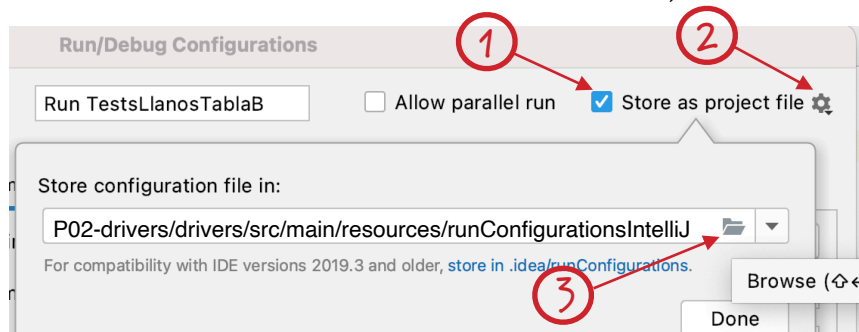 Run/Debug Configurations
1
2
Run TestsLlanosTablaB
Allow parallel run
Store as project file
Store configuration file in:
P02-drivers/drivers/src/main/resources/runConfigurationsIntelliJ
For compatibility with IDE versions 2019.3 and older, store in .idea/runConfigurations.
3
Browse (⇧
Done